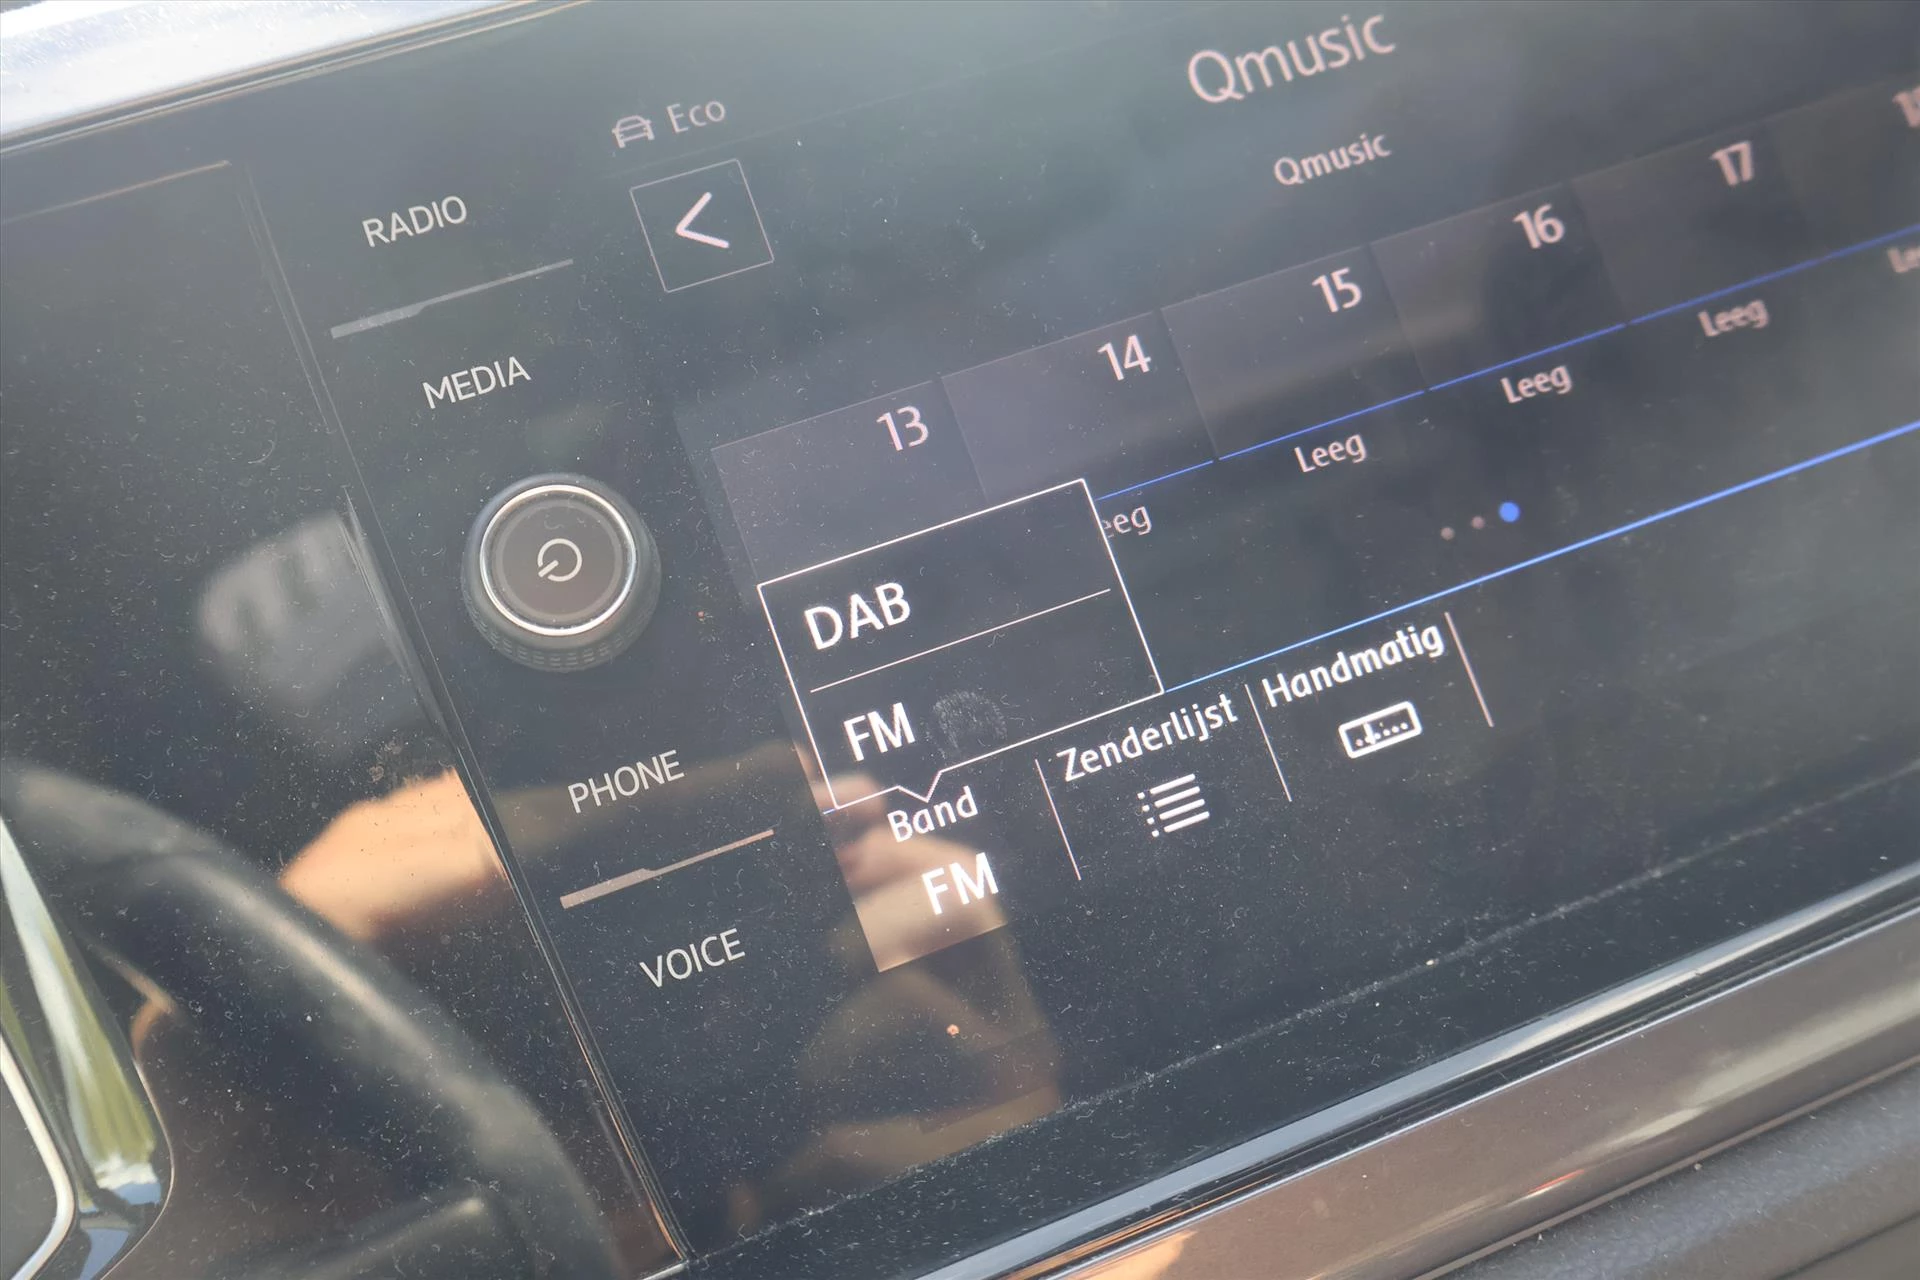 Qmusic
Eco
Qmusic
RADIO
MEDIA
PHONE
VOICE
13
14
15
16
17
Leeg
Leeg
Leeg
DAB
FM
Band
FM
Zenderlijst
Handmatig